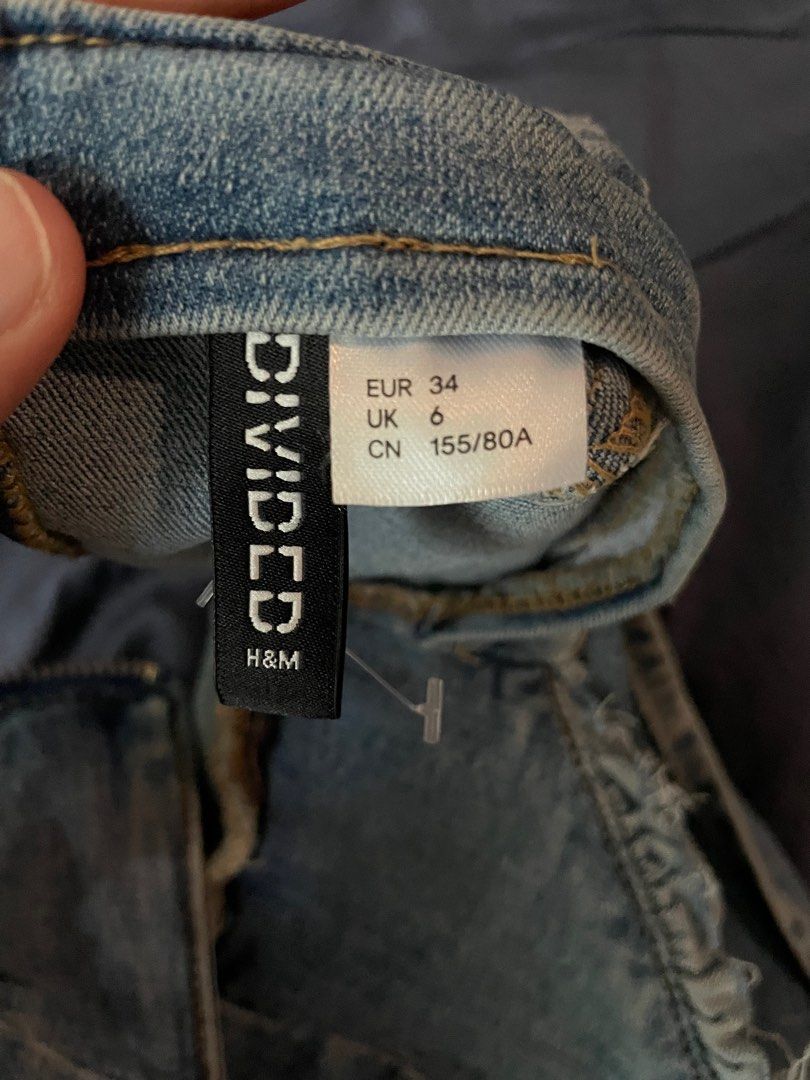 DIVIDED
H&M
EUR 34
UK 6
CN 155/80A